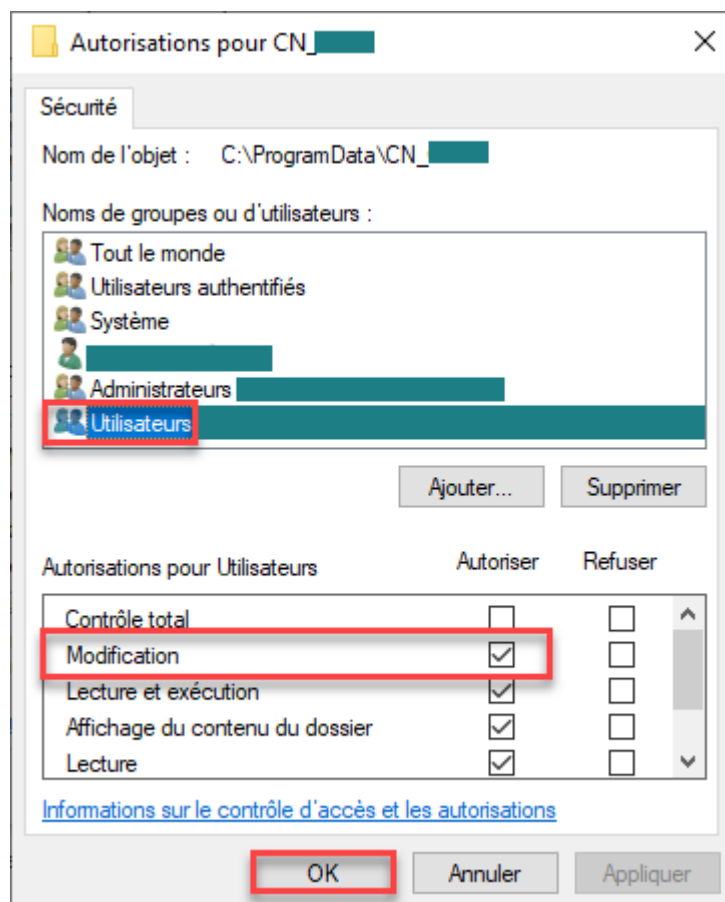 Autorisations pour CN_
Sécurité
Nom de l'objet : C:\ProgramData\CN_
Noms de groupes ou d'utilisateurs :
Tout le monde
Utilisateurs authentifiés
Système
Administrateurs
Utilisateurs
Ajouter... Supprimer
Autorisations pour Utilisateurs Autoriser Refuser
Contrôle total
Modification
Lecture et exécution
Affichage du contenu du dossier
Lecture
Informations sur le contrôle d'accès et les autorisations
OK Annuler Appliquer